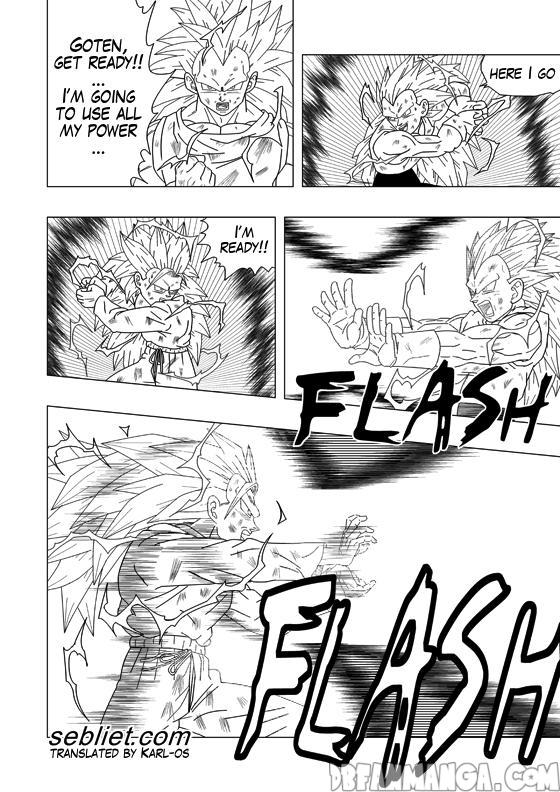 GOTEN,
GET READY!!
...
I'M GOING
TO USE ALL
MY POWER
...
HERE I GO
I'M
READY!!
FLASH
FLASH
sebliet.com
TRANSLATED BY KARL-OS
DBFANMANGA.COM